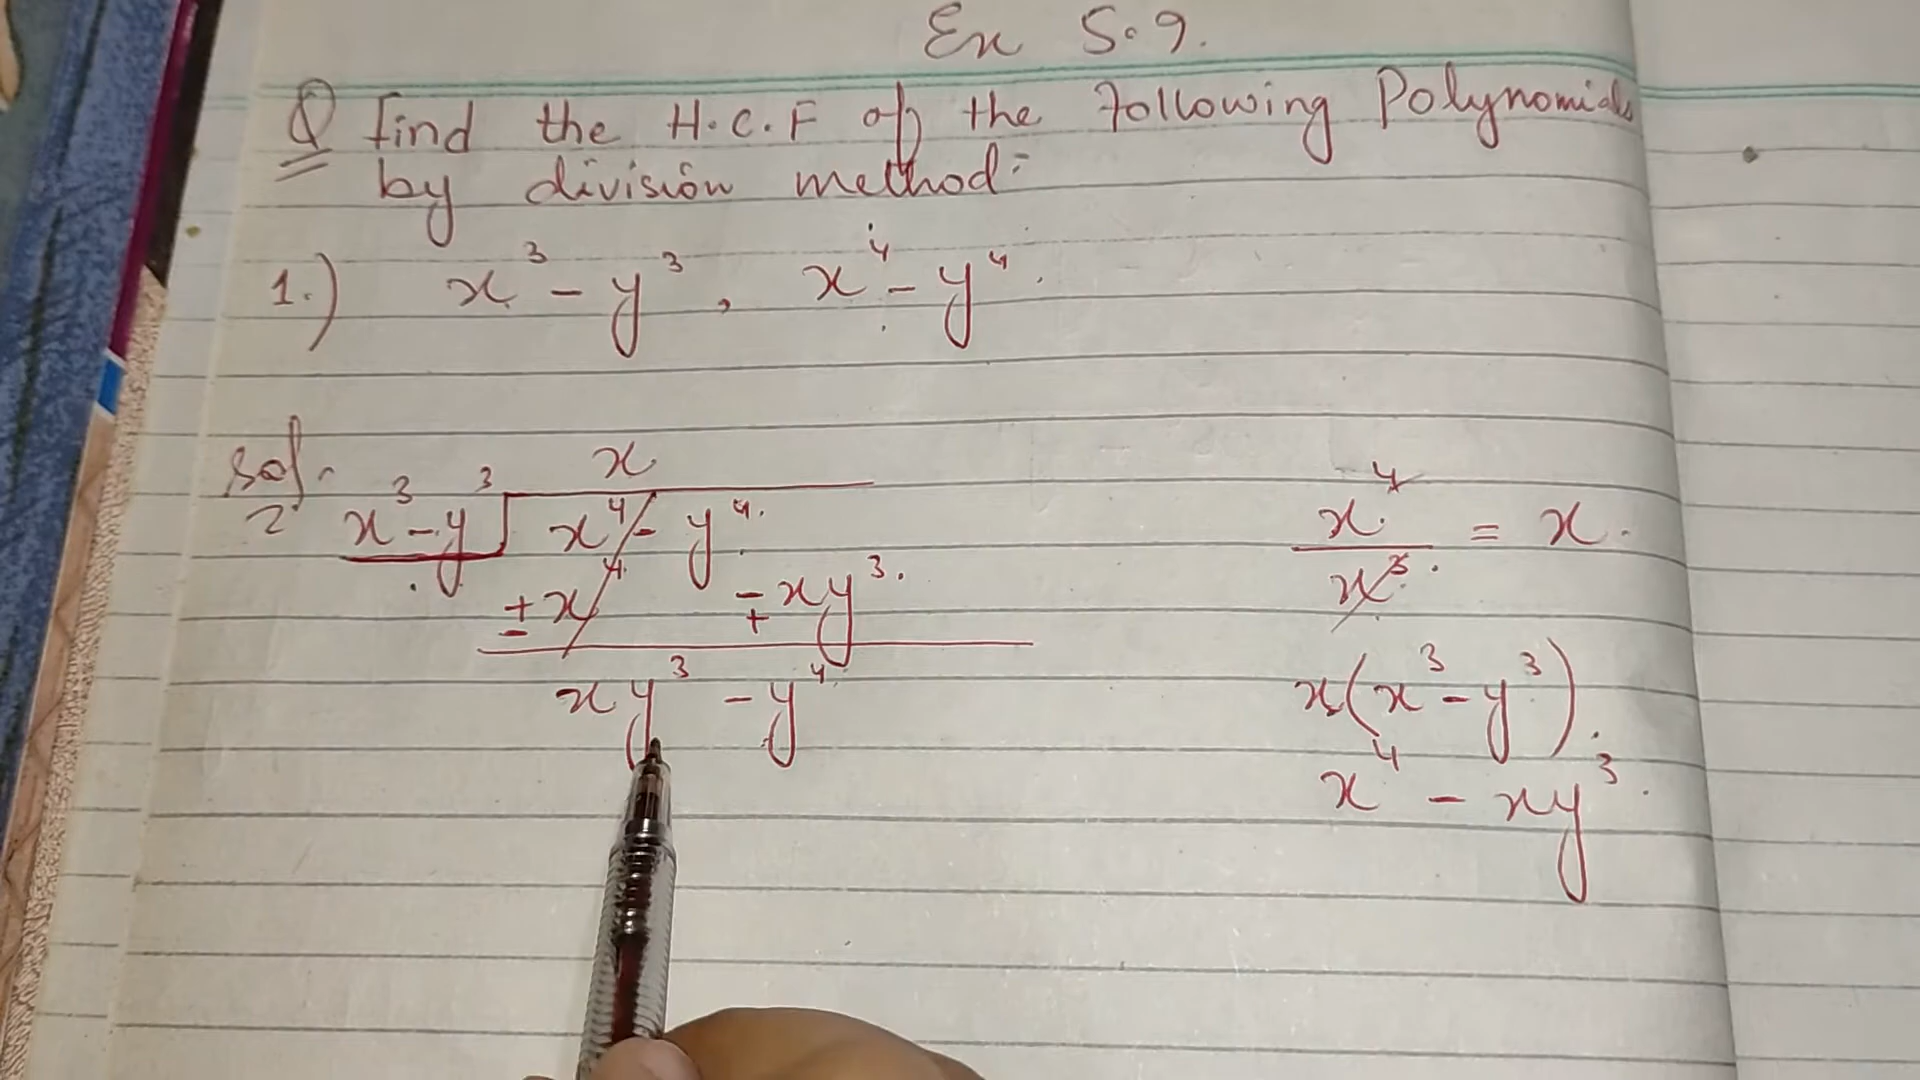 Ex 5.9.
Q find the H.C.F of the following Polynomials
by division method:-
1.) x³ - y³, x⁴ - y⁴.
sol.
x
x³ - y³ x⁴ - y⁴.
± x⁴ - xy³.
+
xy³ - y⁴
x⁴ / x³ = x.
x(x³ - y³).
x⁴ - xy³.